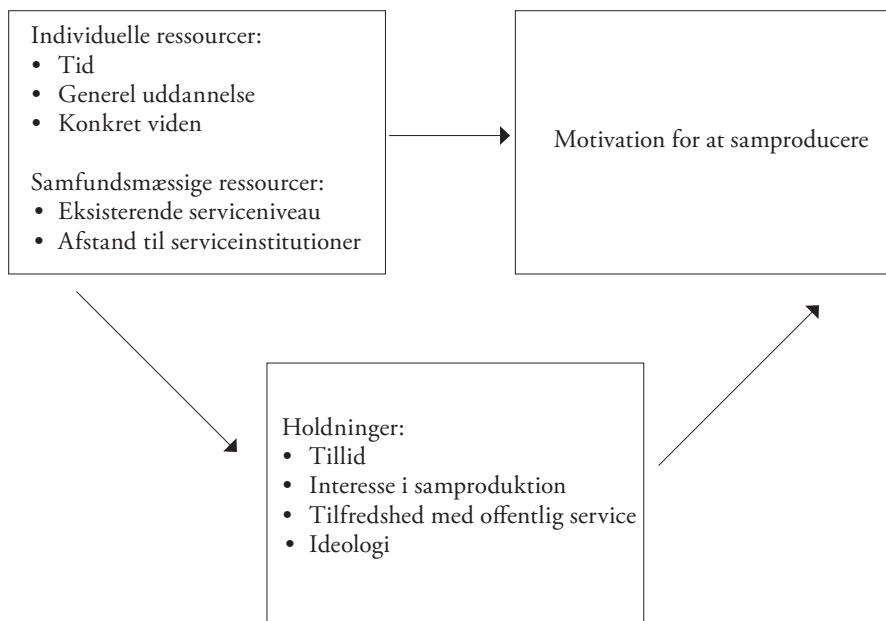 Individuelle ressourcer:
• Tid
• Generel uddannelse
• Konkret viden
Samfundsmæssige ressourcer:
• Eksisterende serviceniveau
• Afstand til serviceinstitutioner
Motivation for at samproducere
Holdninger:
• Tillid
• Interesse i samproduktion
• Tilfredshed med offentlig service
• Ideologi